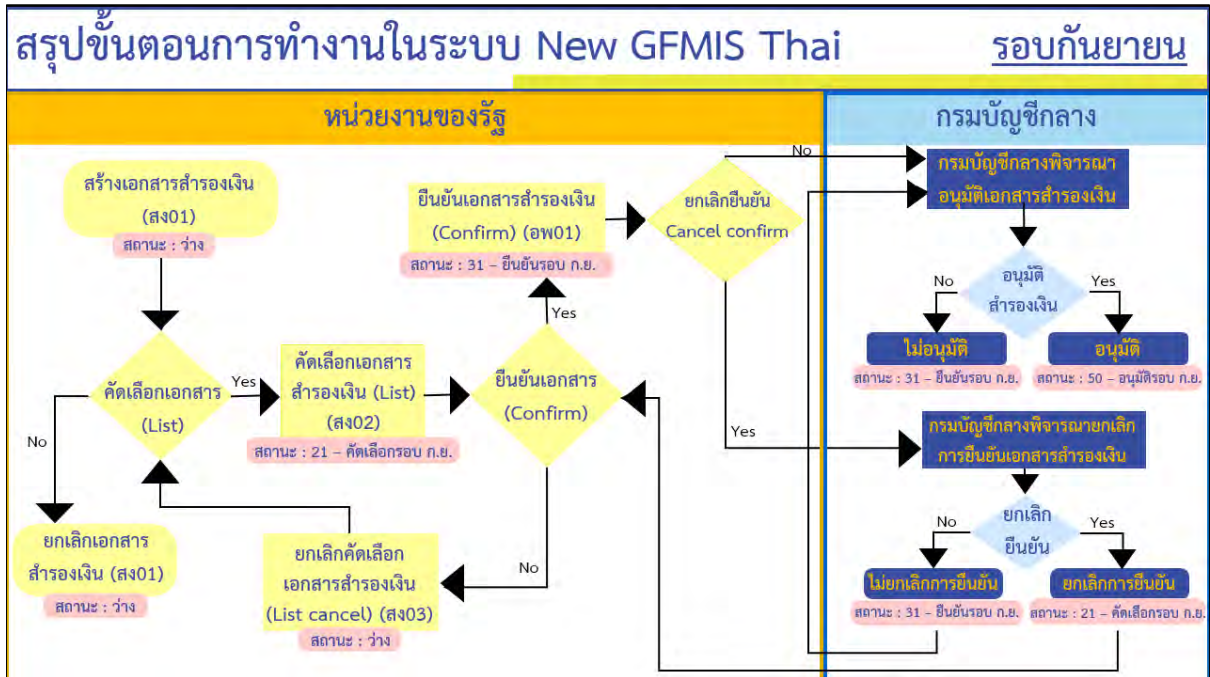 สรุปขั้นตอนการทำงานในระบบ New GFMIS Thai
รอบกันยายน
หน่วยงานของรัฐ
กรมบัญชีกลาง
สร้างเอกสารสำรองเงิน
(สง01)
สถานะ : ว่าง
คัดเลือกเอกสาร
(List)
No
Yes
ยกเลิกเอกสาร
สำรองเงิน (สง01)
สถานะ : ว่าง
คัดเลือกเอกสาร
สำรองเงิน (List)
(สง02)
สถานะ : 21 – คัดเลือกรอบ ก.ย.
ยืนยันเอกสาร
(Confirm)
Yes
No
ยกเลิกคัดเลือก
เอกสารสำรองเงิน
(List cancel) (สง03)
สถานะ : ว่าง
ยืนยันเอกสารสำรองเงิน
(Confirm) (อพ01)
สถานะ : 31 – ยืนยันรอบ ก.ย.
ยกเลิกยืนยัน
Cancel confirm
No
Yes
กรมบัญชีกลางพิจารณา
อนุมัติเอกสารสำรองเงิน
อนุมัติ
สำรองเงิน
No
Yes
ไม่อนุมัติ
สถานะ : 31 – ยืนยันรอบ ก.ย.
อนุมัติ
สถานะ : 50 – อนุมัติรอบ ก.ย.
กรมบัญชีกลางพิจารณายกเลิก
การยืนยันเอกสารสำรองเงิน
ยกเลิก
ยืนยัน
No
Yes
ไม่ยกเลิกการยืนยัน
สถานะ : 31 – ยืนยันรอบ ก.ย.
ยกเลิกการยืนยัน
สถานะ : 21 – คัดเลือกรอบ ก.ย.